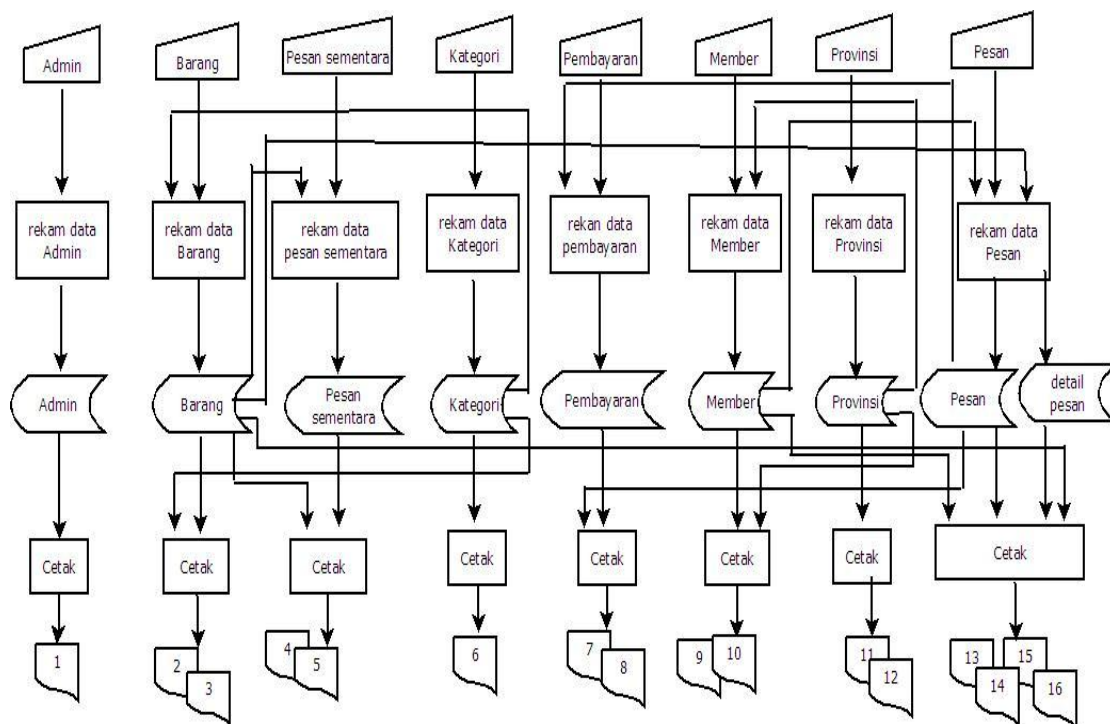 Admin
Barang
Pesan sementara
Kategori
Pembayaran
Member
Provinsi
Pesan
rekam data
Admin
rekam data
Barang
rekam data
pesan sementara
rekam data
Kategori
rekan data
pembayaran
rekam data
Member
rekam data
Provinsi
rekam data
Pesan
Admin
Barang
Pesan
sementara
Kategori
Pembayaran
Member
Provinsi
Pesan
detail
pesan
Cetak
Cetak
Cetak
Cetak
Cetak
Cetak
Cetak
Cetak
1
2
3
4
5
6
7
8
9
10
11
12
13
14
15
16